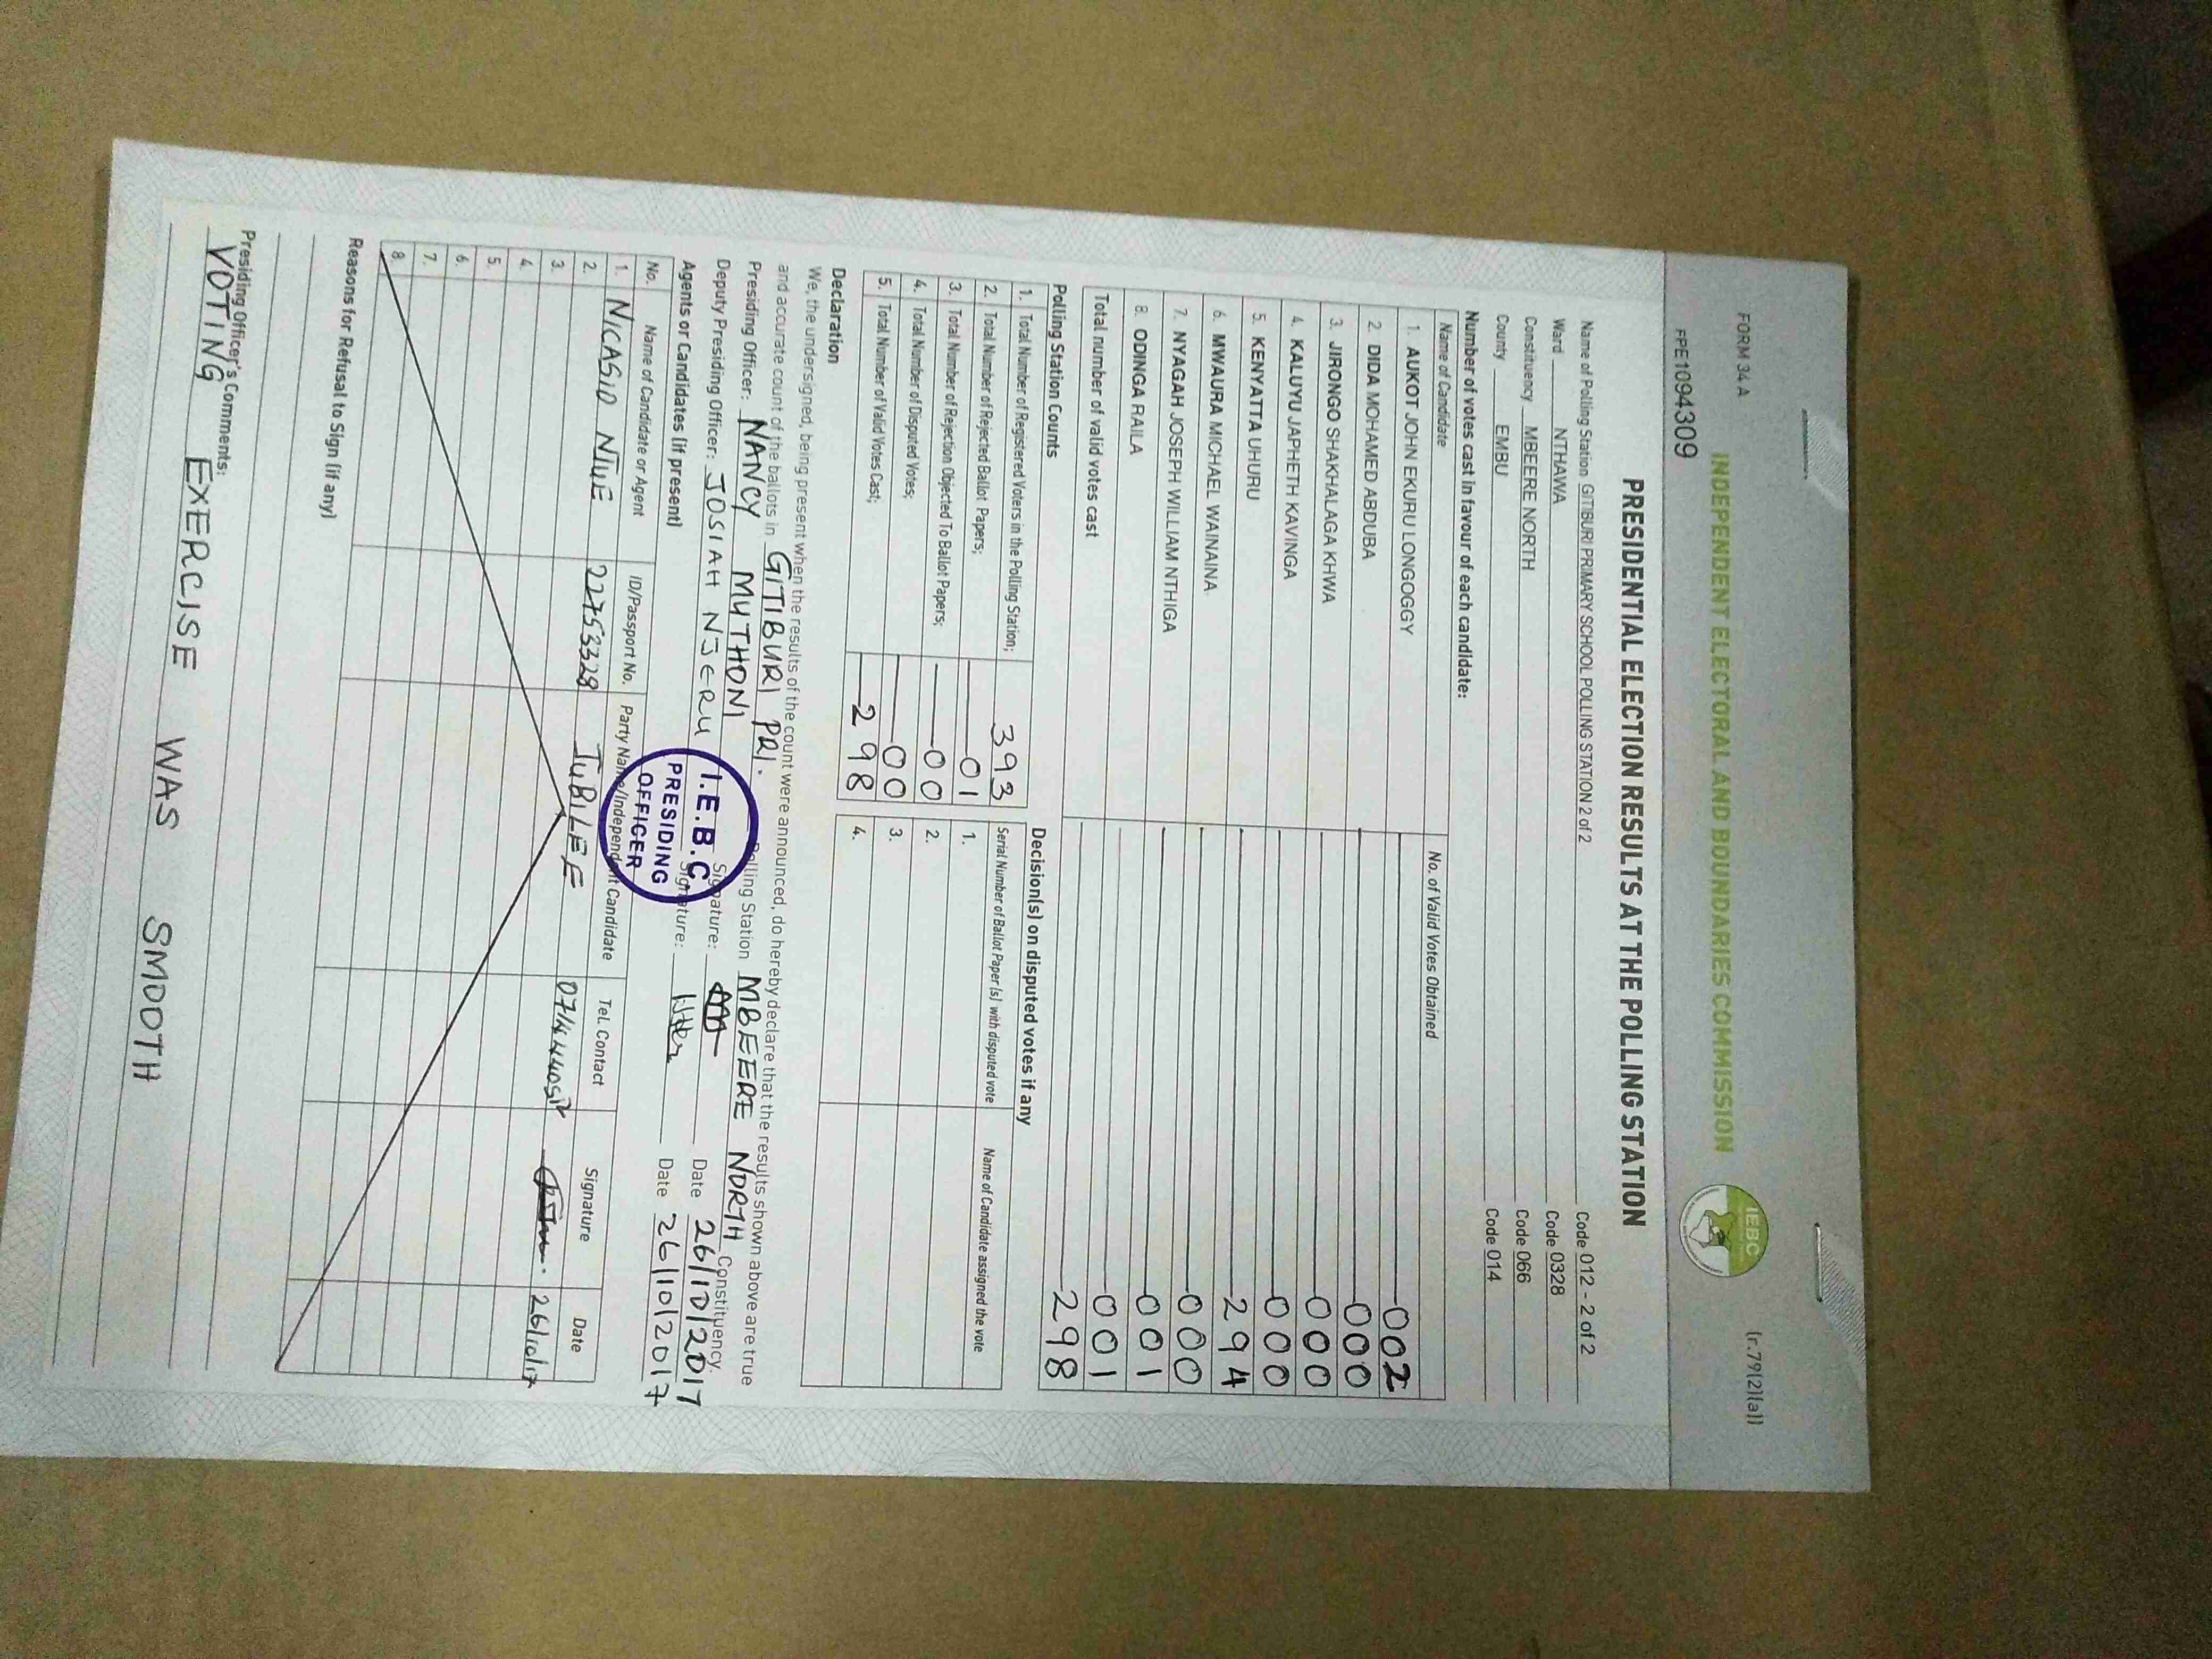 FORM 34 A
(r.79(2)(a))
INDEPENDENT ELECTORAL AND BOUNDARIES COMMISSION
IEBC
PPE1094309
PRESIDENTIAL ELECTION RESULTS AT THE POLLING STATION
Name of Polling Station GITIBURI PRIMARY SCHOOL POLLING STATION 2 of 2 Code 012 - 2 of 2
Ward NTHAWA Code 0328
Constituency MBEERE NORTH Code 066
County EMBU Code 014
Number of votes cast in favour of each candidate:
Name of Candidate No. of Valid Votes Obtained
1. AUKOT JOHN EKURU LONGOGGY 002
2. DIDA MOHAMED ABDUBA 000
3. JIRONGO SHAKHALAGA KHWA 000
4. KALUYU JAPHETH KAVINGA 000
5. KENYATTA UHURU 294
6. MWAURA MICHAEL WAINAINA 000
7. NYAGAH JOSEPH WILLIAM NTHIGA 001
8. ODINGA RAILA 001
Total number of valid votes cast 298
Polling Station Counts
1. Total Number of Registered Voters in the Polling Station; 393
2. Total Number of Rejected Ballot Papers; 01
3. Total Number of Rejection Objected To Ballot Papers; 00
4. Total Number of Disputed Votes; 00
5. Total Number of Valid Votes Cast; 298
Decision(s) on disputed votes if any
Serial Number of Ballot Paper (s) with disputed vote Name of Candidate assigned the vote
1.
2.
3.
4.
Declaration
We, the undersigned, being present when the results of the count were announced, do hereby declare that the results shown above are true
and accurate count of the ballots in GITIBURI PRI. Polling Station MBEERE NORTH Constituency.
Presiding Officer: NANCY MUTHONI Signature: Date 26/10/2017
Deputy Presiding Officer: JOSIAH NJERU Signature: Date 26/10/2017
I.E.B.C
PRESIDING
OFFICER
Agents or Candidates (if present)
No. Name of Candidate or Agent ID/Passport No. Party Name/Independent Candidate Tel. Contact Signature Date
1. NICASIO NJUE 22753328 JUBILEE 26/10/17
2.
3.
4.
5.
6.
7.
8.
Reasons for Refusal to Sign (if any)
Presiding Officer's Comments:
VOTING EXERCISE WAS SMOOTH